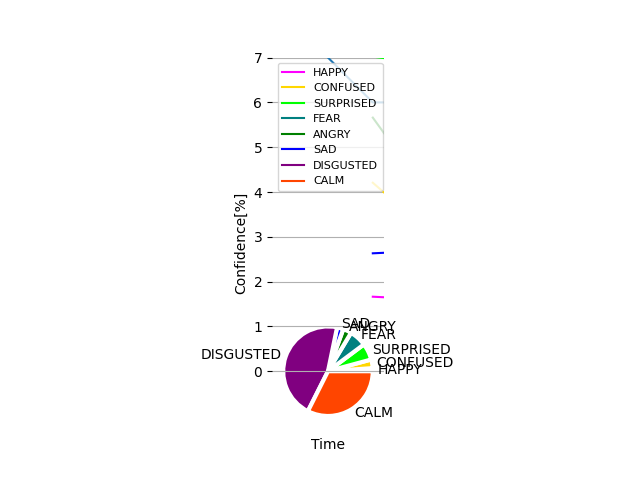 7
6
5
4
3
2
1
0
Confidence[%]
HAPPY
CONFUSED
SURPRISED
FEAR
ANGRY
SAD
DISGUSTED
CALM
SAD
ANGRY
FEAR
SURPRISED
DISGUSTED
CONFUSED
HAPPY
CALM
Time